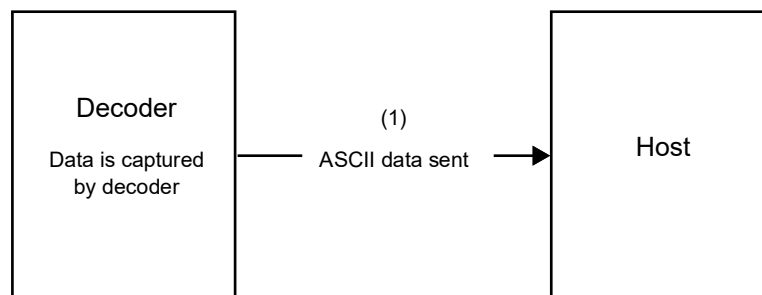 Decoder
Data is captured
by decoder
(1)
ASCII data sent
Host